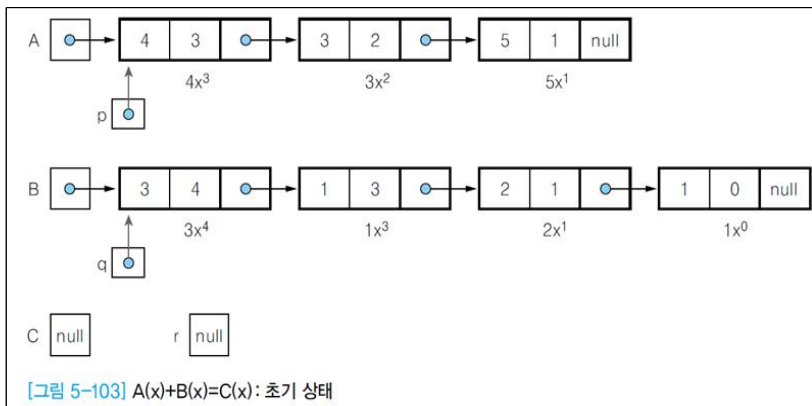 A 4 3 3 2 5 1 null
4x³ 3x² 5x¹
p
B 3 4 1 3 2 1 1 0 null
3x⁴ 1x³ 2x¹ 1x⁰
q
C null r null
[그림 5-103] A(x)+B(x)=C(x): 초기 상태